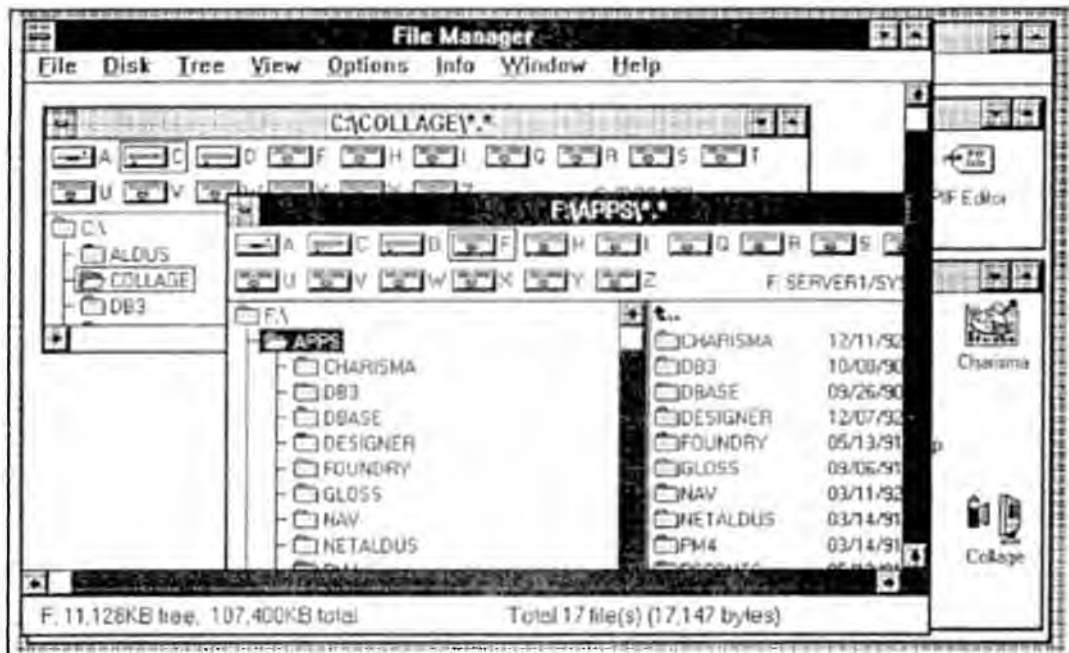 File Manager
File Disk Tree View Options Info Window Help
C:\COLLAGE\*.*
A C D F H I Q R S T
U V Z
PIF Editor
F:\APPS\*.*
C:\
ALDUS
COLLAGE
DB3
A C D F H I Q R S
U V W X Y Z F: SERVER1/SYS
F:\
APPS
CHARISMA
DB3
DBASE
DESIGNER
FOUNDRY
GLOSS
NAV
NETALDUS
CHARISMA 12/11/92
DB3 10/08/90
DBASE 09/26/90
DESIGNER 12/07/92
FOUNDRY 05/13/91
GLOSS 09/06/91
NAV 03/11/92
NETALDUS 03/14/91
PM4 03/14/91
Charisma
p
Collage
F: 11,128KB free, 107,400KB total Total 17 file(s) (17,147 bytes)